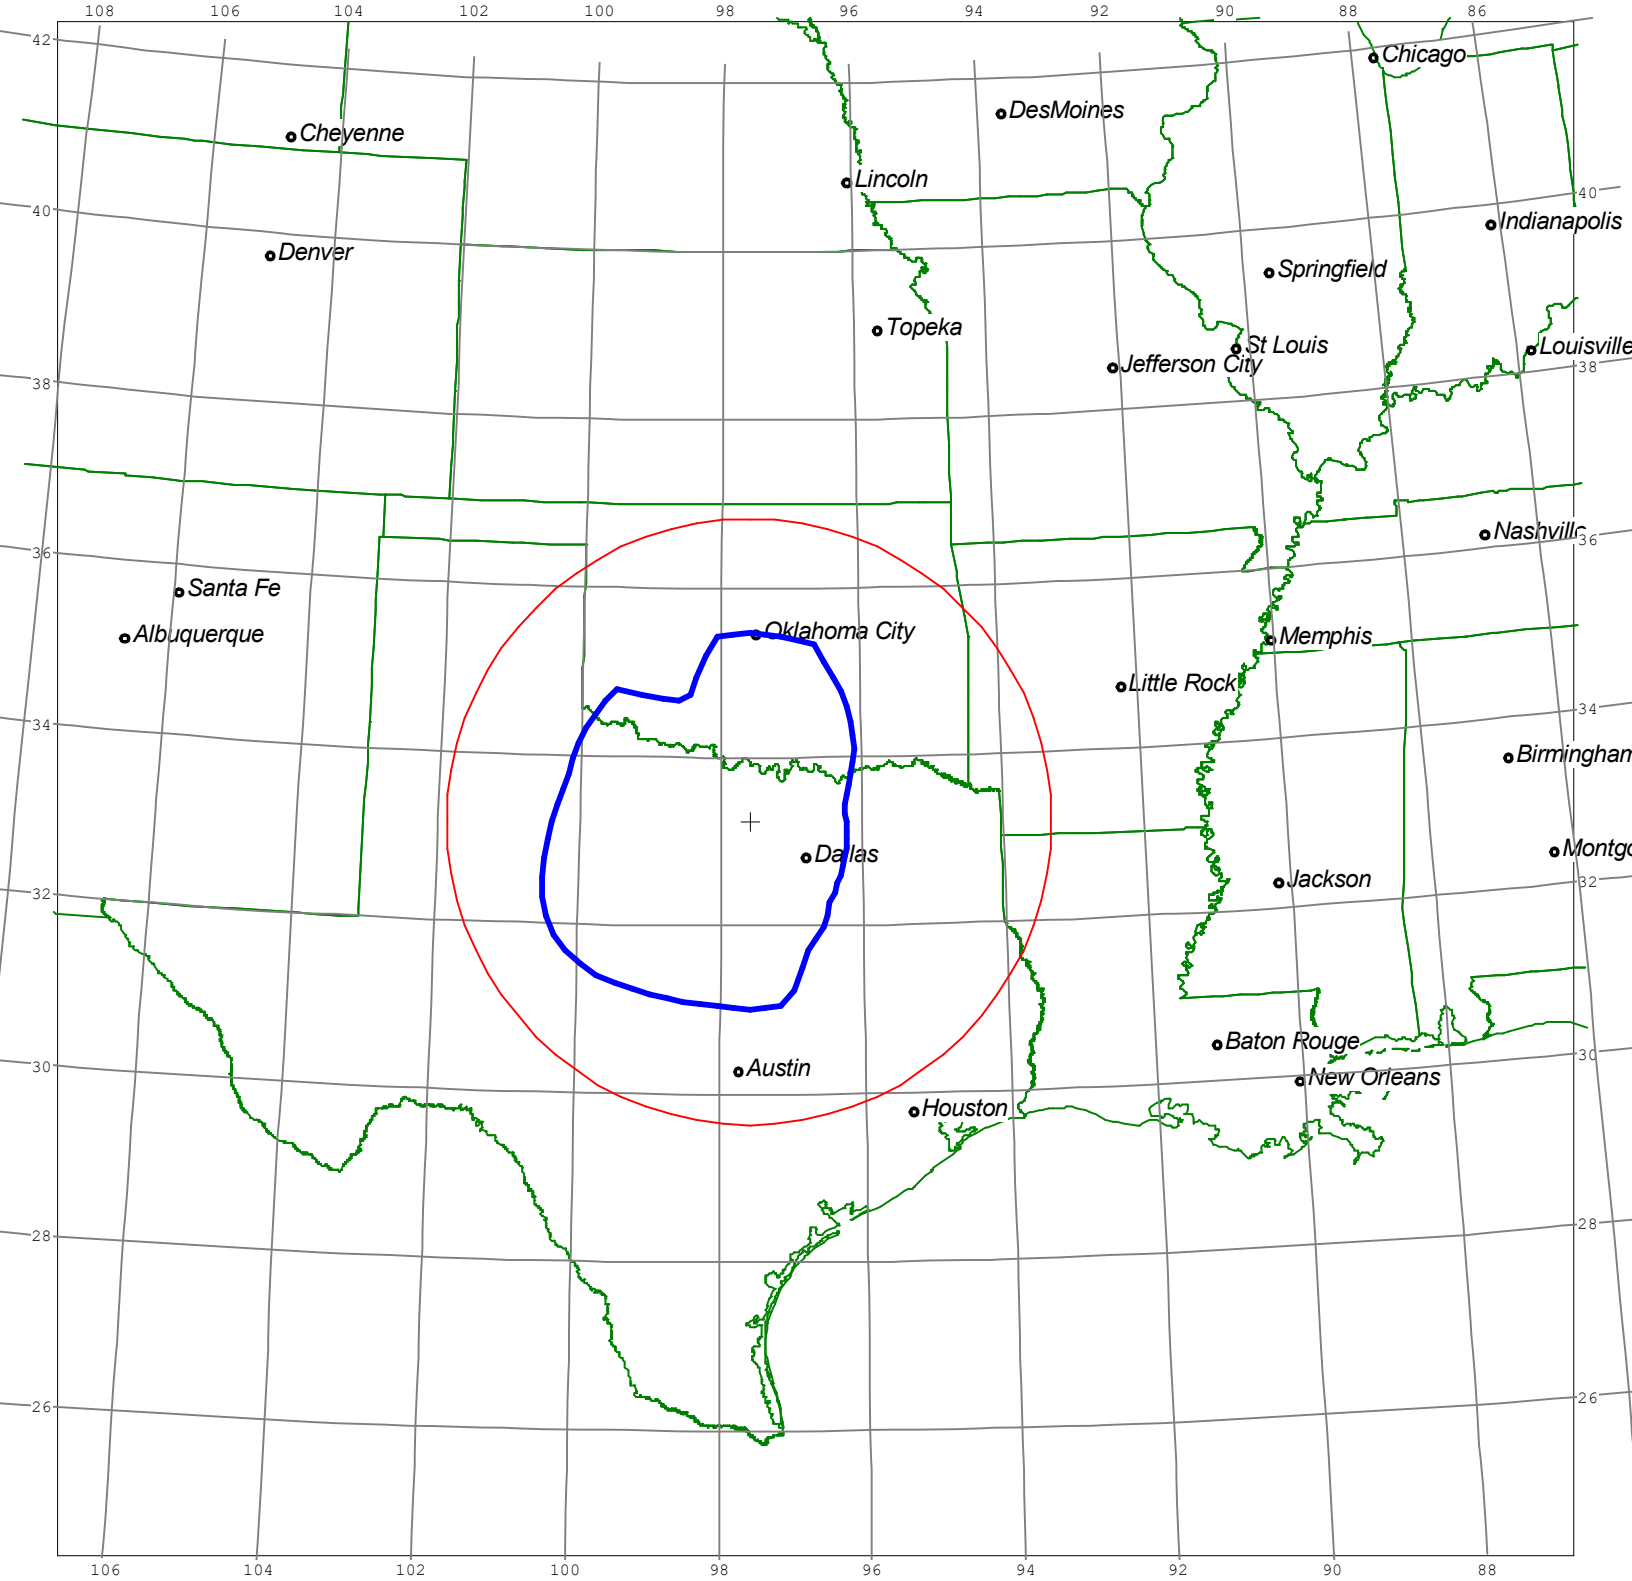 108 106 104 102 100 98 96 94 92 90 88 86
42
Chicago
DesMoines
Cheyenne
Lincoln
40 40
Indianapolis
Denver
Springfield
Topeka
St Louis
Louisville
Jefferson City
38 38
Nashville
36 36
Santa Fe
Albuquerque
Oklahoma City
Memphis
Little Rock
34 34
Birmingham
Dallas
Montgo
Jackson
32 32
Baton Rouge
30 30
Austin
New Orleans
Houston
28 28
26 26
106 104 102 100 98 96 94 92 90 88